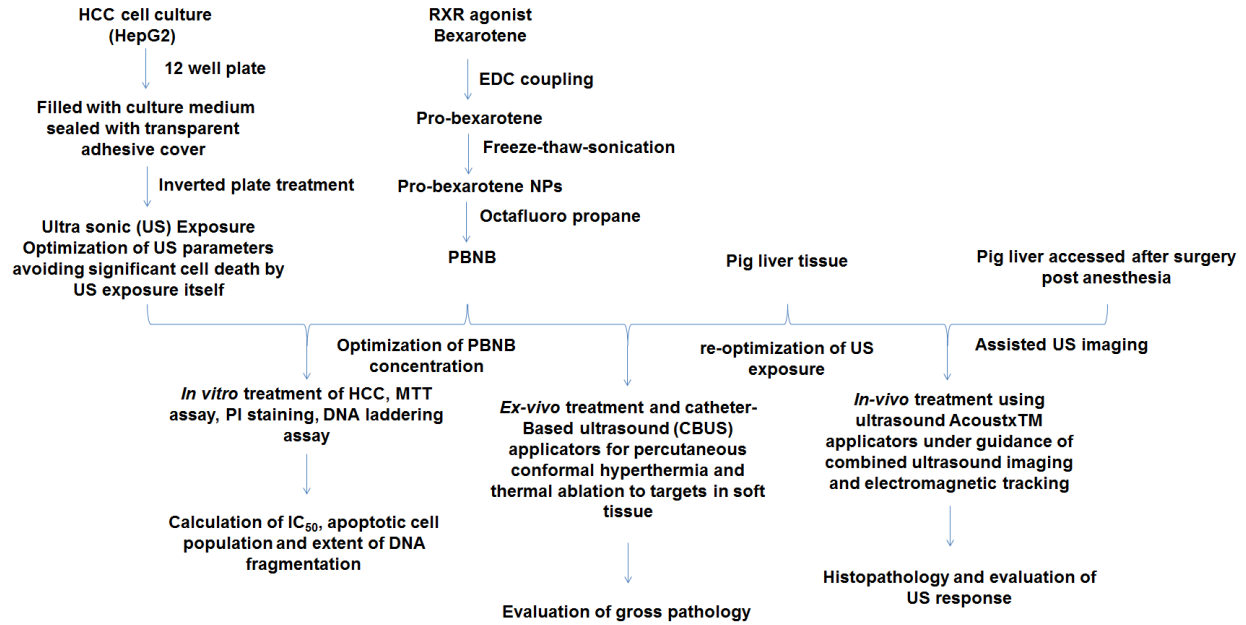 HCC cell culture
(HepG2)
12 well plate
Filled with culture medium
sealed with transparent
adhesive cover
Inverted plate treatment
Ultra sonic (US) Exposure
Optimization of US parameters
avoiding significant cell death by
US exposure itself
RXR agonist
Bexarotene
EDC coupling
Pro-bexarotene
Freeze-thaw-sonication
Pro-bexarotene NPs
Octafluoro propane
PBNB
Pig liver tissue
Pig liver accessed after surgery
post anesthesia
Optimization of PBNB
concentration
re-optimization of US
exposure
Assisted US imaging
In vitro treatment of HCC, MTT
assay, PI staining, DNA laddering
assay
Calculation of IC50, apoptotic cell
population and extent of DNA
fragmentation
Ex-vivo treatment and catheter-
Based ultrasound (CBUS)
applicators for percutaneous
conformal hyperthermia and
thermal ablation to targets in soft
tissue
Evaluation of gross pathology
In-vivo treatment using
ultrasound AcoustxTM
applicators under guidance of
combined ultrasound imaging
and electromagnetic tracking
Histopathology and evaluation of
US response